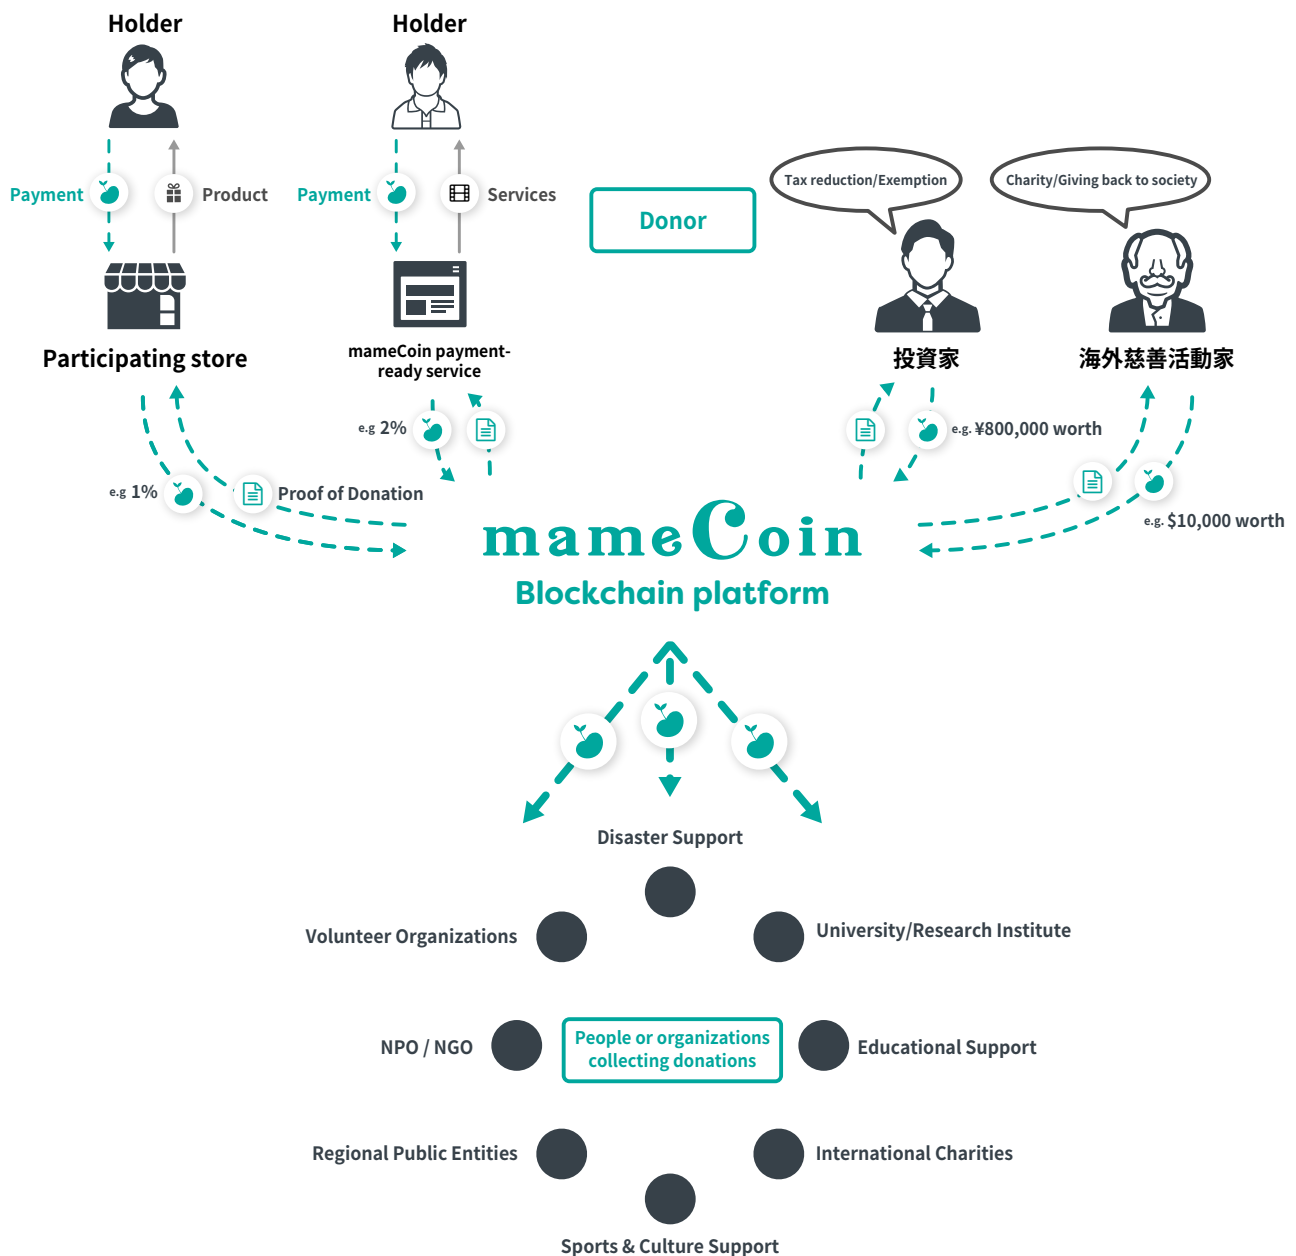 Holder
Holder
Payment
Product
Payment
Services
Donor
Tax reduction/Exemption
Charity/Giving back to society
Participating store
mameCoin payment-
ready service
投資家
海外慈善活動家
e.g 2%
e.g. ¥800,000 worth
e.g 1%
Proof of Donation
e.g. $10,000 worth
mameCoin
Blockchain platform
Disaster Support
Volunteer Organizations
University/Research Institute
NPO / NGO
People or organizations
collecting donations
Educational Support
Regional Public Entities
International Charities
Sports & Culture Support